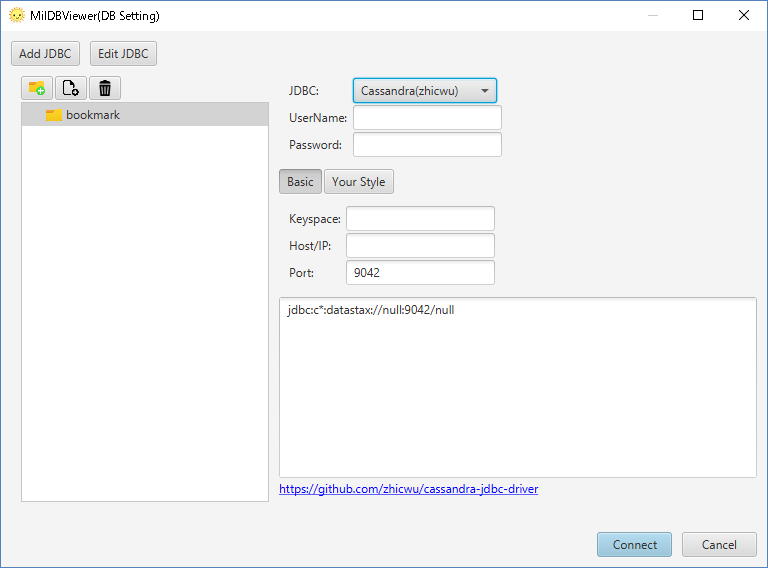 MilDBViewer(DB Setting)
Add JDBC Edit JDBC
bookmark
JDBC: Cassandra(zhicwu)
UserName:
Password:
Basic Your Style
Keyspace:
Host/IP:
Port: 9042
jdbc:c*:datastax://null:9042/null
https://github.com/zhicwu/cassandra-jdbc-driver
Connect Cancel